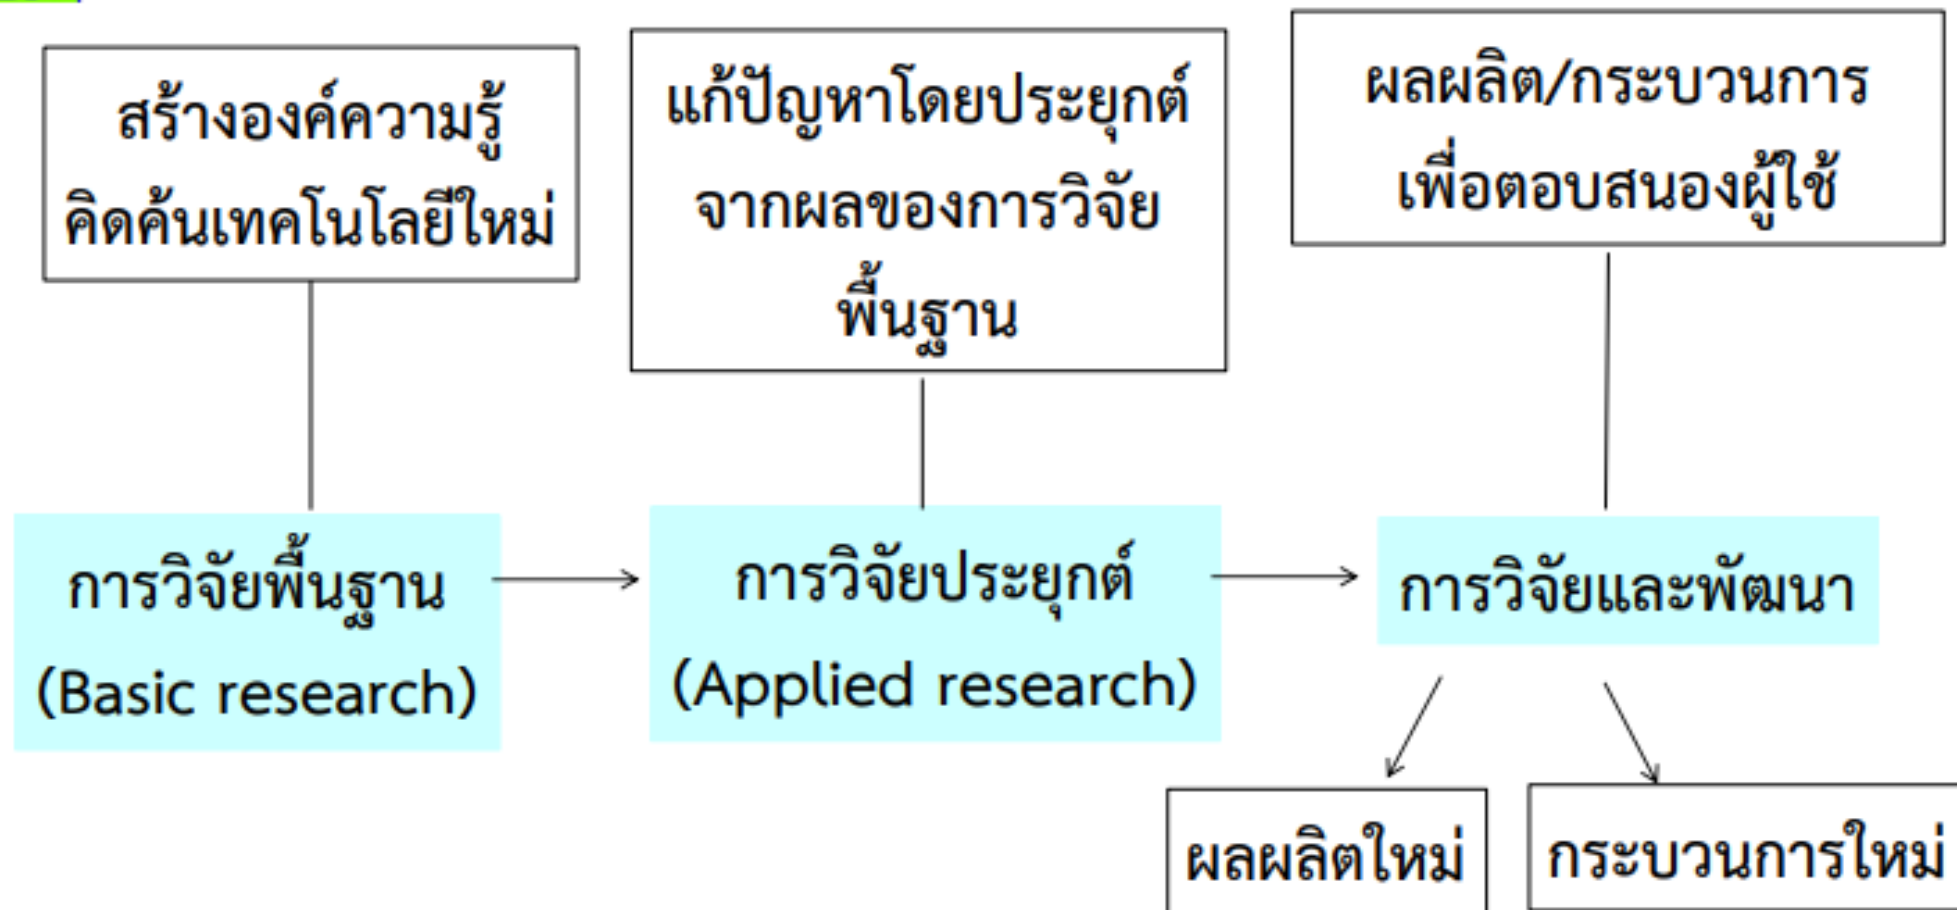 สร้างองค์ความรู้
คิดค้นเทคโนโลยีใหม่
แก้ปัญหาโดยประยุกต์
จากผลของการวิจัย
พื้นฐาน
ผลผลิต/กระบวนการ
เพื่อตอบสนองผู้ใช้
การวิจัยพื้นฐาน
(Basic research)
การวิจัยประยุกต์
(Applied research)
การวิจัยและพัฒนา
ผลผลิตใหม่
กระบวนการใหม่